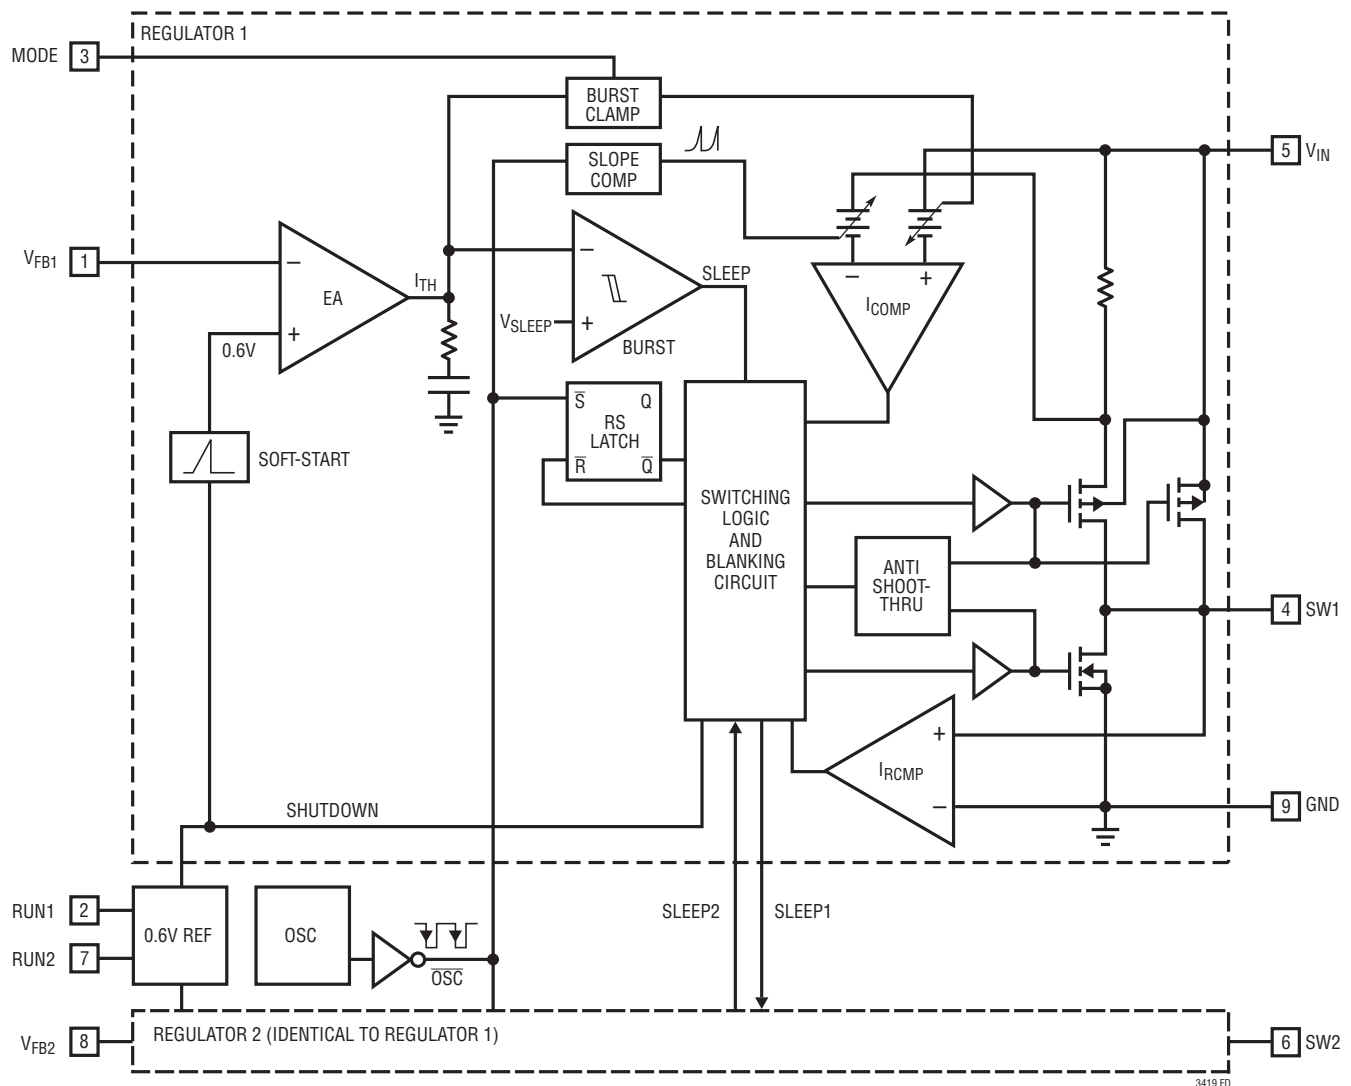 REGULATOR 1
MODE 3
BURST
CLAMP
SLOPE
COMP
5 VIN
VFB1 1
−
EA
+
0.6V
ITH
−
VSLEEP
+
BURST
SLEEP
−
+
ICOMP
S̅ Q
RS
LATCH
R̅ Q̅
SOFT-START
SWITCHING
LOGIC
AND
BLANKING
CIRCUIT
ANTI
SHOOT-
THRU
4 SW1
+
IRCMP
−
9 GND
SHUTDOWN
RUN1 2
RUN2 7
0.6V REF
OSC
O̅S̅C̅
SLEEP2
SLEEP1
VFB2 8
REGULATOR 2 (IDENTICAL TO REGULATOR 1)
6 SW2
3419 FD